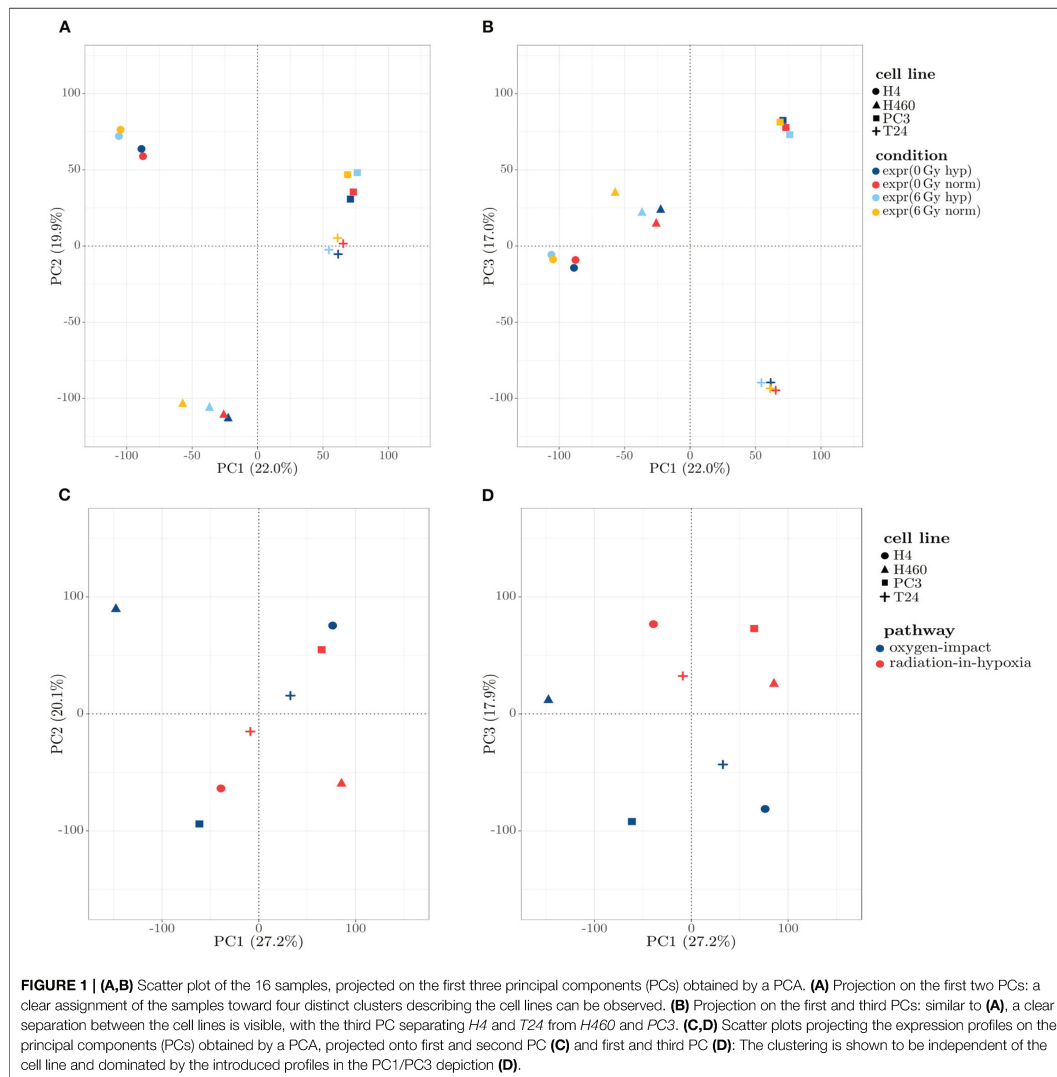 A
100
50
0
-50
-100
PC2 (19.9%)
-100
-50
0
50
100
PC1 (22.0%)
B
100
50
0
-50
-100
PC3 (17.0%)
-100
-50
0
50
100
PC1 (22.0%)
cell line
H4
H460
PC3
T24
condition
expr(0 Gy hyp)
expr(0 Gy norm)
expr(6 Gy hyp)
expr(6 Gy norm)
C
100
0
-100
PC2 (20.1%)
-100
0
100
PC1 (27.2%)
D
100
0
-100
PC3 (17.9%)
-100
0
100
PC1 (27.2%)
cell line
H4
H460
PC3
T24
pathway
oxygen-impact
radiation-in-hypoxia
FIGURE 1 | (A,B) Scatter plot of the 16 samples, projected on the first three principal components (PCs) obtained by a PCA. (A) Projection on the first two PCs: a
clear assignment of the samples toward four distinct clusters describing the cell lines can be observed. (B) Projection on the first and third PCs: similar to (A), a clear
separation between the cell lines is visible, with the third PC separating H4 and T24 from H460 and PC3. (C,D) Scatter plots projecting the expression profiles on the
principal components (PCs) obtained by a PCA, projected onto first and second PC (C) and first and third PC (D): The clustering is shown to be independent of the
cell line and dominated by the introduced profiles in the PC1/PC3 depiction (D).